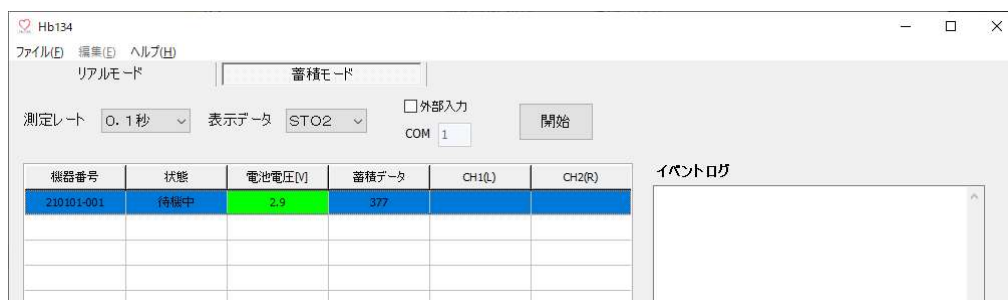 Hb134
ファイル(F) 編集(E) ヘルプ(H)
リアルモード 蓄積モード
測定レート 0.1秒 表示データ STO2 外部入力 COM 1 開始
機器番号 状態 電池電圧[V] 蓄積データ CH1(L) CH2(R)
210101-001 待機中 2.9 377
イベントログ